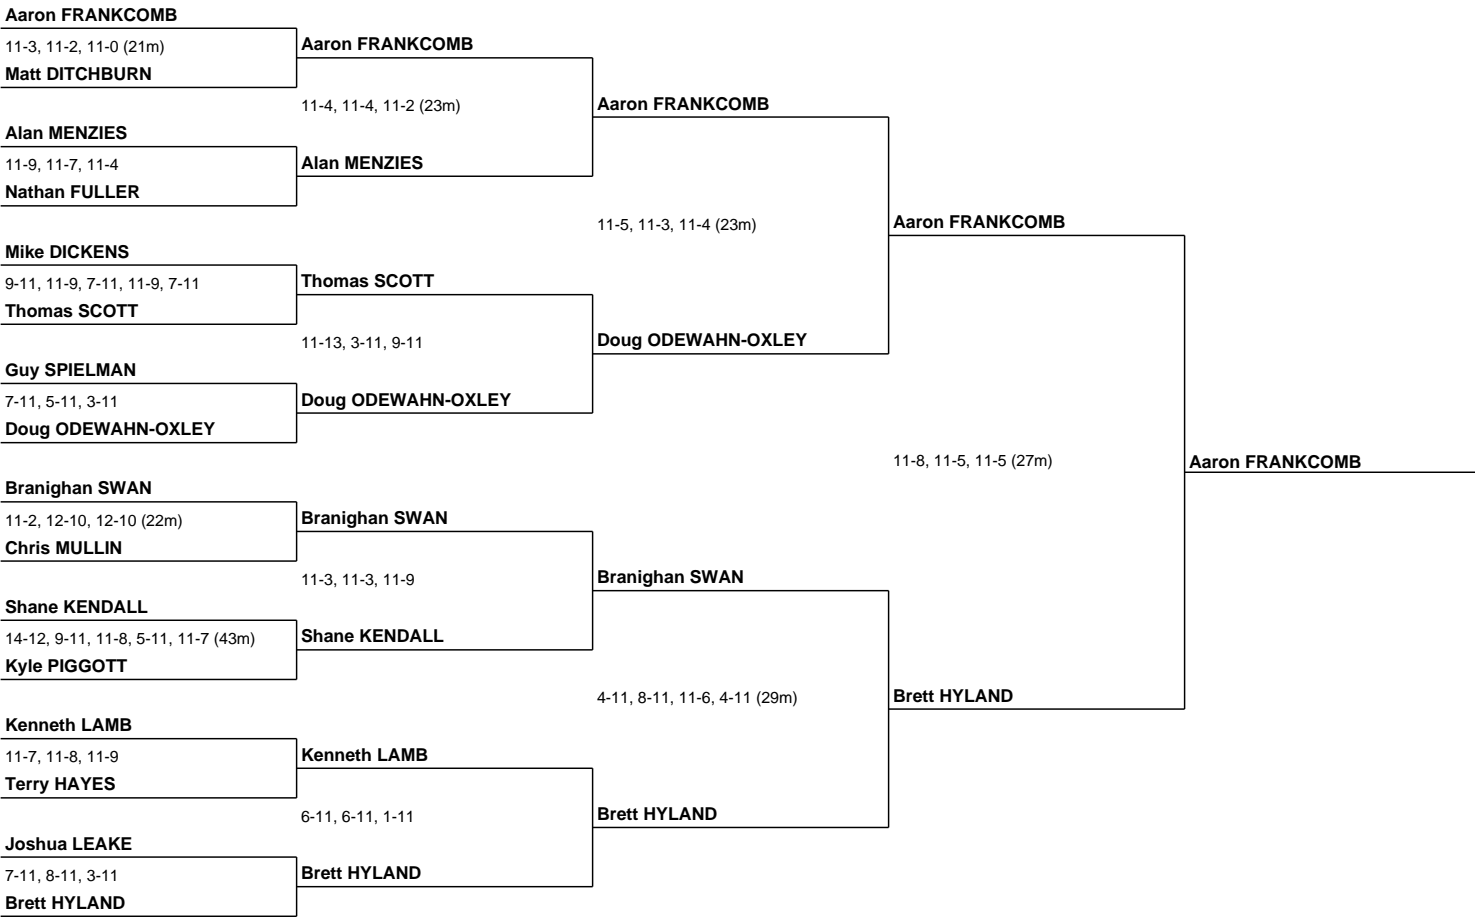 Aaron FRANKCOMB
11-3, 11-2, 11-0 (21m)
Matt DITCHBURN
Alan MENZIES
11-9, 11-7, 11-4
Nathan FULLER
Mike DICKENS
9-11, 11-9, 7-11, 11-9, 7-11
Thomas SCOTT
Guy SPIELMAN
7-11, 5-11, 3-11
Doug ODEWAHN-OXLEY
Branighan SWAN
11-2, 12-10, 12-10 (22m)
Chris MULLIN
Shane KENDALL
14-12, 9-11, 11-8, 5-11, 11-7 (43m)
Kyle PIGGOTT
Kenneth LAMB
11-7, 11-8, 11-9
Terry HAYES
Joshua LEAKE
7-11, 8-11, 3-11
Brett HYLAND
Aaron FRANKCOMB
11-4, 11-4, 11-2 (23m)
Alan MENZIES
Thomas SCOTT
11-13, 3-11, 9-11
Doug ODEWAHN-OXLEY
Branighan SWAN
11-3, 11-3, 11-9
Shane KENDALL
Kenneth LAMB
6-11, 6-11, 1-11
Brett HYLAND
Aaron FRANKCOMB
11-5, 11-3, 11-4 (23m)
Doug ODEWAHN-OXLEY
Branighan SWAN
4-11, 8-11, 11-6, 4-11 (29m)
Brett HYLAND
Aaron FRANKCOMB
11-8, 11-5, 11-5 (27m)
Brett HYLAND
Aaron FRANKCOMB